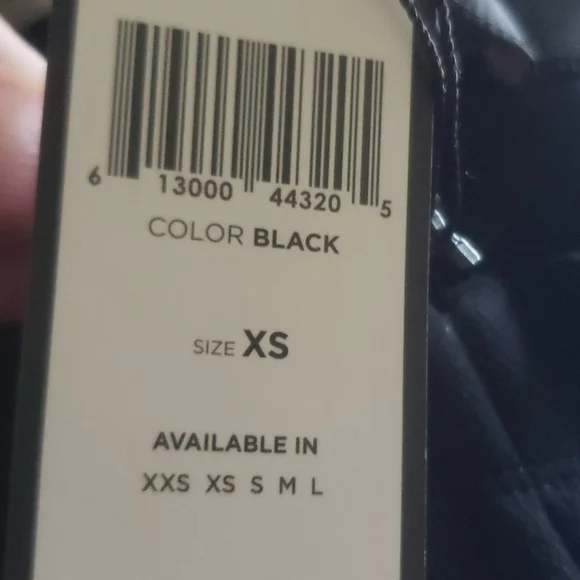 6 13000 44320 5
COLOR BLACK
SIZE XS
AVAILABLE IN
XXS XS S M L